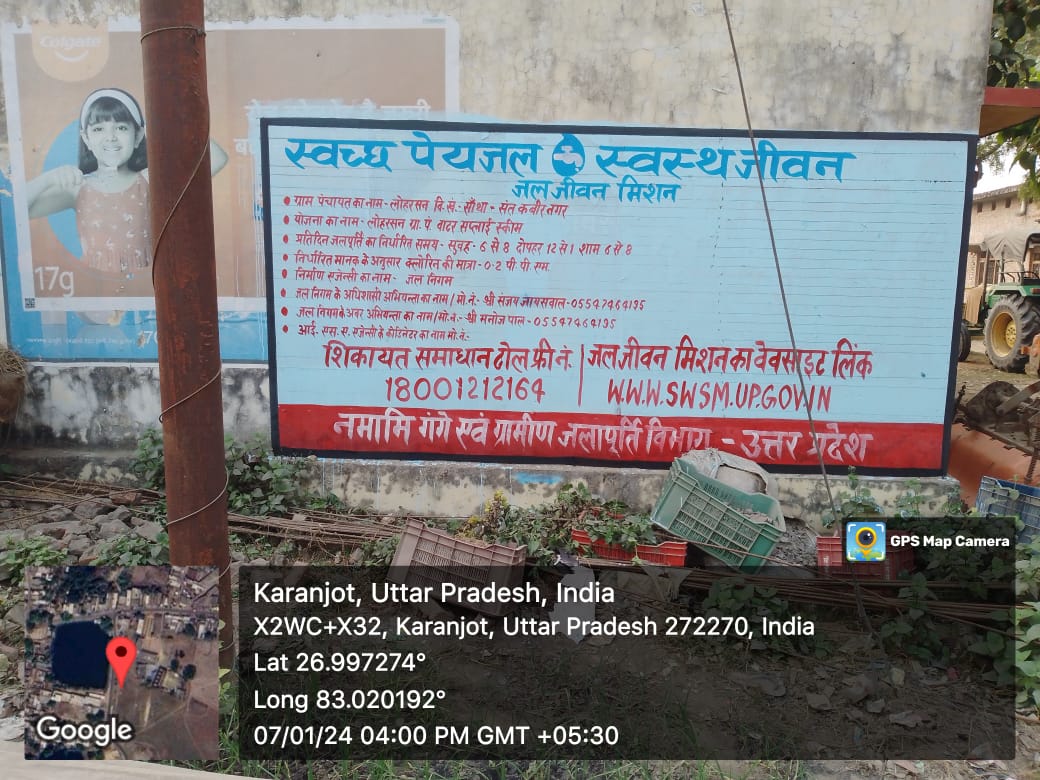 Colgate
17g
स्वच्छ पेयजल स्वस्थ जीवन
जल जीवन मिशन
• ग्राम पंचायत का नाम - लोहरसन वि.खं.- सौंथा - संत कबीर नगर
• योजना का नाम - लोहरसन ग्रा. पं. वाटर सप्लाई स्कीम
• प्रतिदिन जलापूर्ति का निर्धारित समय - सुबह - 6 से 8 दोपहर 12 से 1 शाम 6 से 8
• निर्धारित मानक के अनुसार क्लोरिन की मात्रा - 0.2 पी. पी. एम.
• निर्माण एजेन्सी का नाम - जल निगम
• जल निगम के अधिशासी अभियन्ता का नाम / मो. नं.- श्री संजय जायसवाल - 05547464195
• जल निगम के अवर अभियन्ता का नाम/मो.नं.- श्री मनोज पाल - 05547464195
• आई. एस. ए. एजेन्सी के कोर्डिनेटर का नाम मो.नं.-
शिकायत समाधान टोल फ्री नं.
18001212164
जल जीवन मिशन का वेबसाइट लिंक
W.W.W.SWSM.UP.GOV.IN
नमामि गंगे एवं ग्रामीण जलापूर्ति विभाग - उत्तर प्रदेश
GPS Map Camera
Karanjot, Uttar Pradesh, India
X2WC+X32, Karanjot, Uttar Pradesh 272270, India
Lat 26.997274°
Long 83.020192°
07/01/24 04:00 PM GMT +05:30
Google